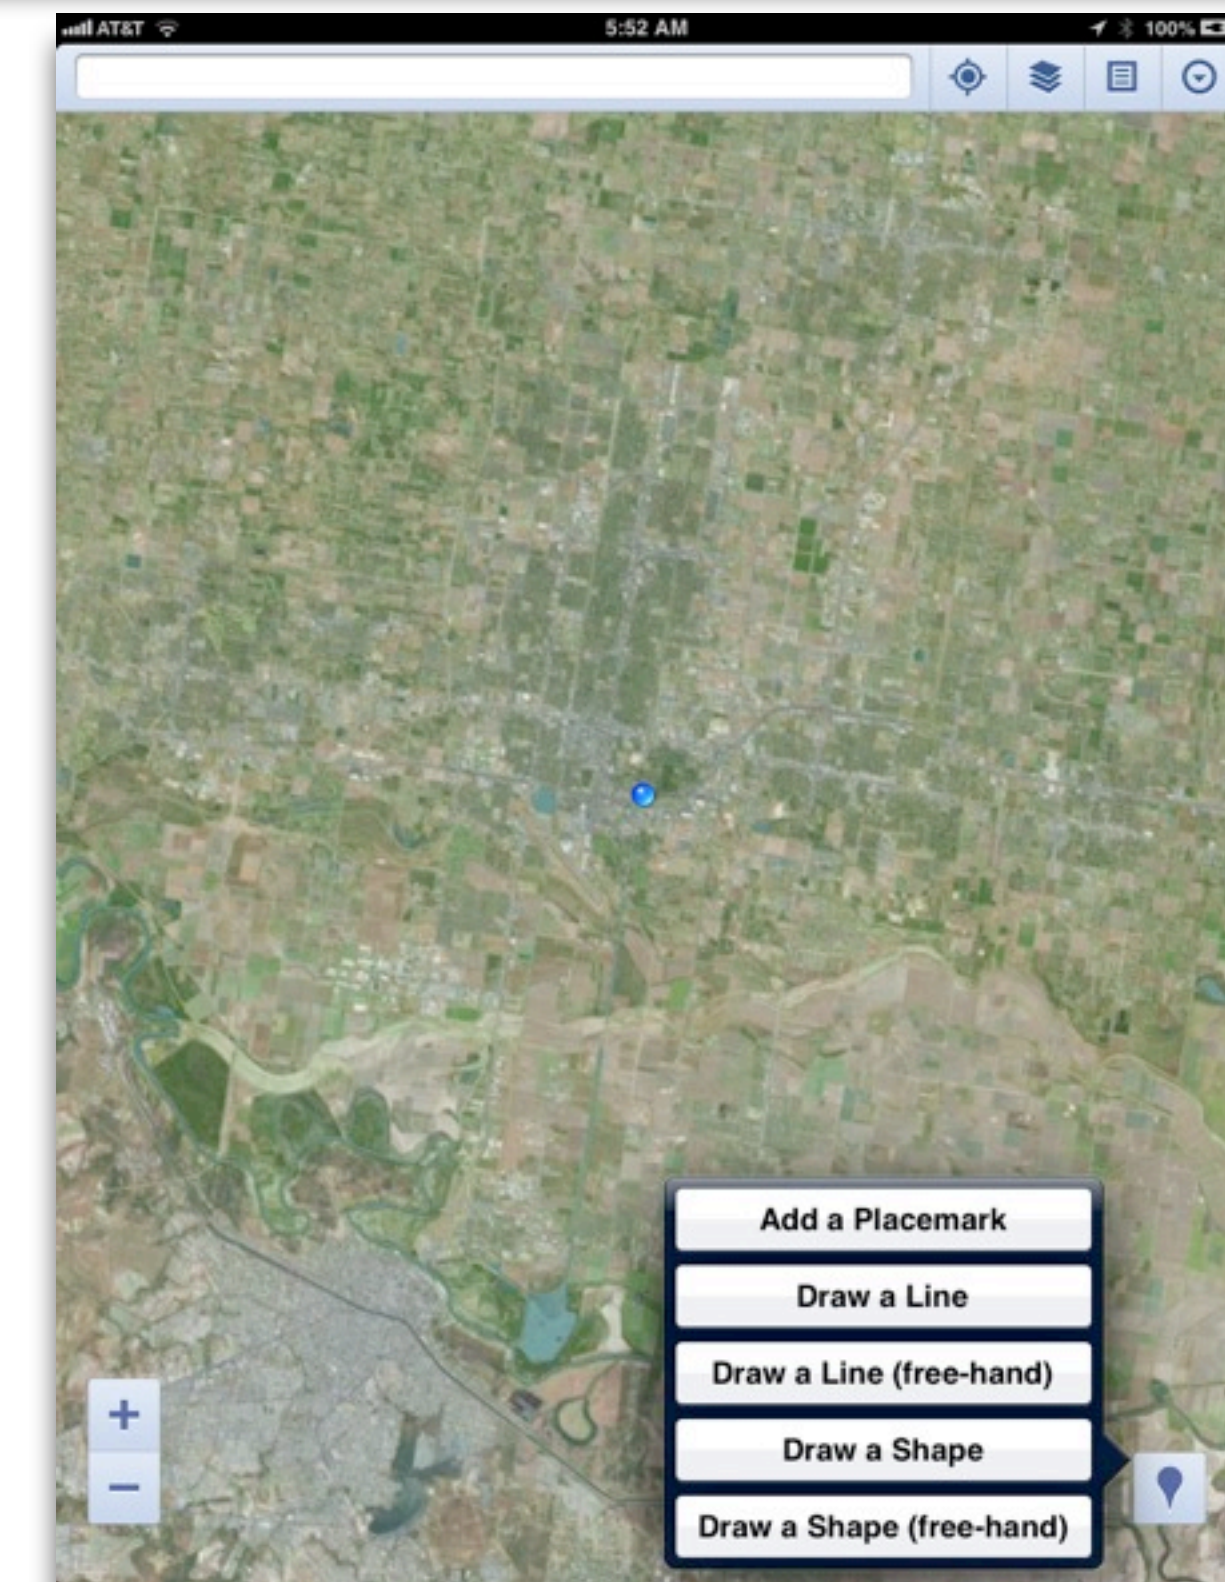 AT&T 5:52 AM 100%
Add a Placemark
Draw a Line
Draw a Line (free-hand)
Draw a Shape
Draw a Shape (free-hand)